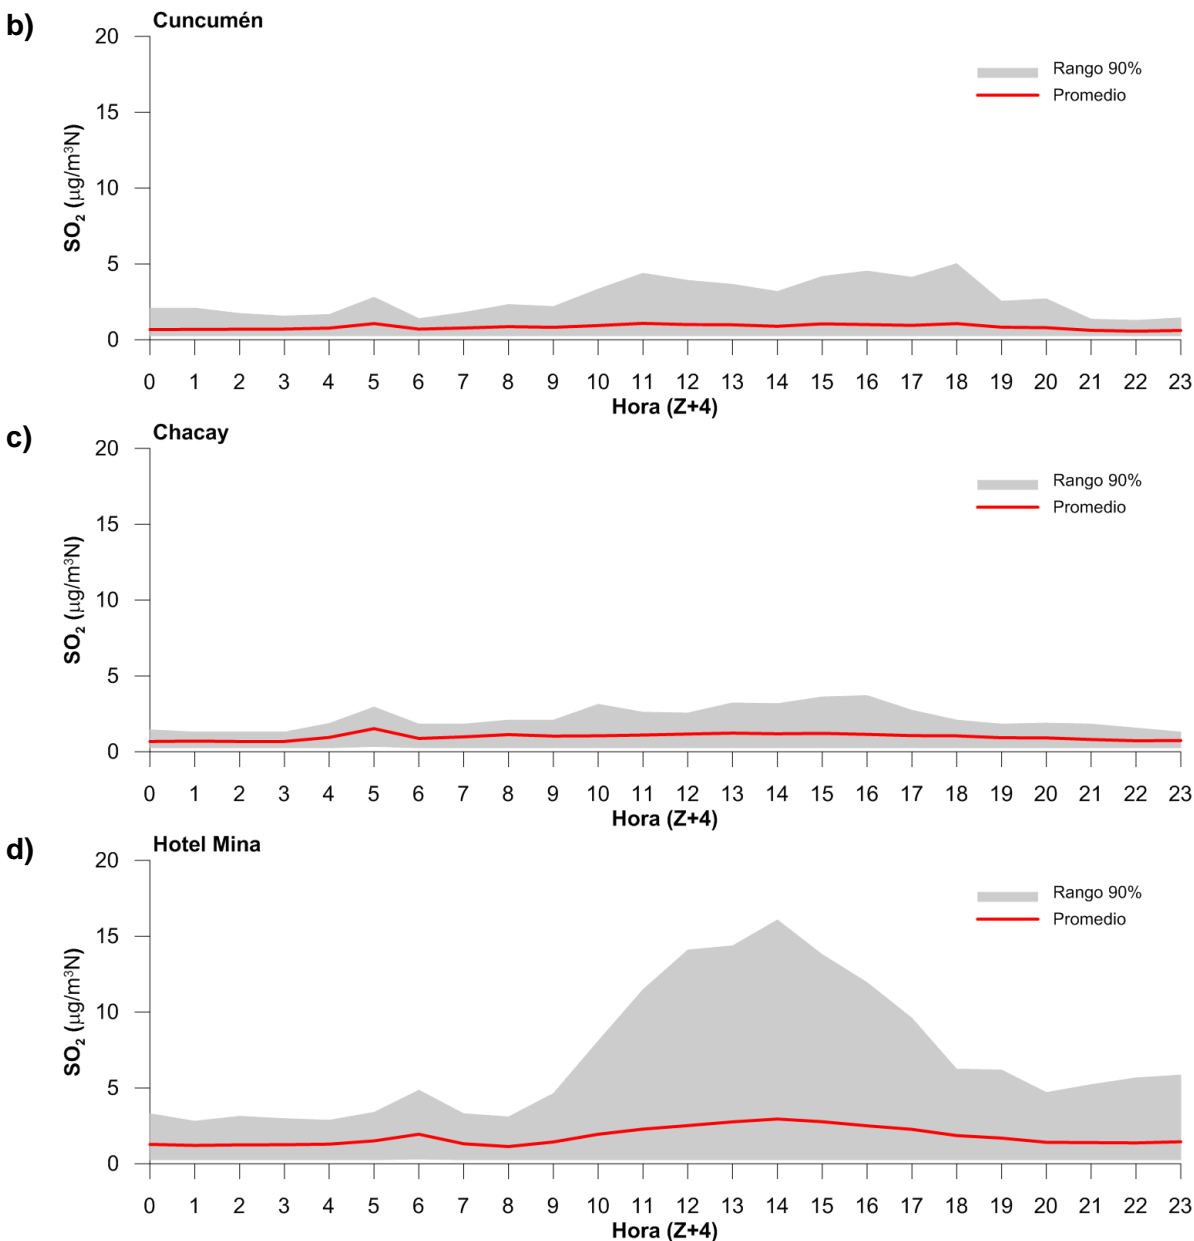 b)
Cuncumén
20
15
10
5
0
SO2 (μg/m³N)
Rango 90%
Promedio
0 1 2 3 4 5 6 7 8 9 10 11 12 13 14 15 16 17 18 19 20 21 22 23
Hora (Z+4)
c)
Chacay
20
15
10
5
0
SO2 (μg/m³N)
Rango 90%
Promedio
0 1 2 3 4 5 6 7 8 9 10 11 12 13 14 15 16 17 18 19 20 21 22 23
Hora (Z+4)
d)
Hotel Mina
20
15
10
5
0
SO2 (μg/m³N)
Rango 90%
Promedio
0 1 2 3 4 5 6 7 8 9 10 11 12 13 14 15 16 17 18 19 20 21 22 23
Hora (Z+4)